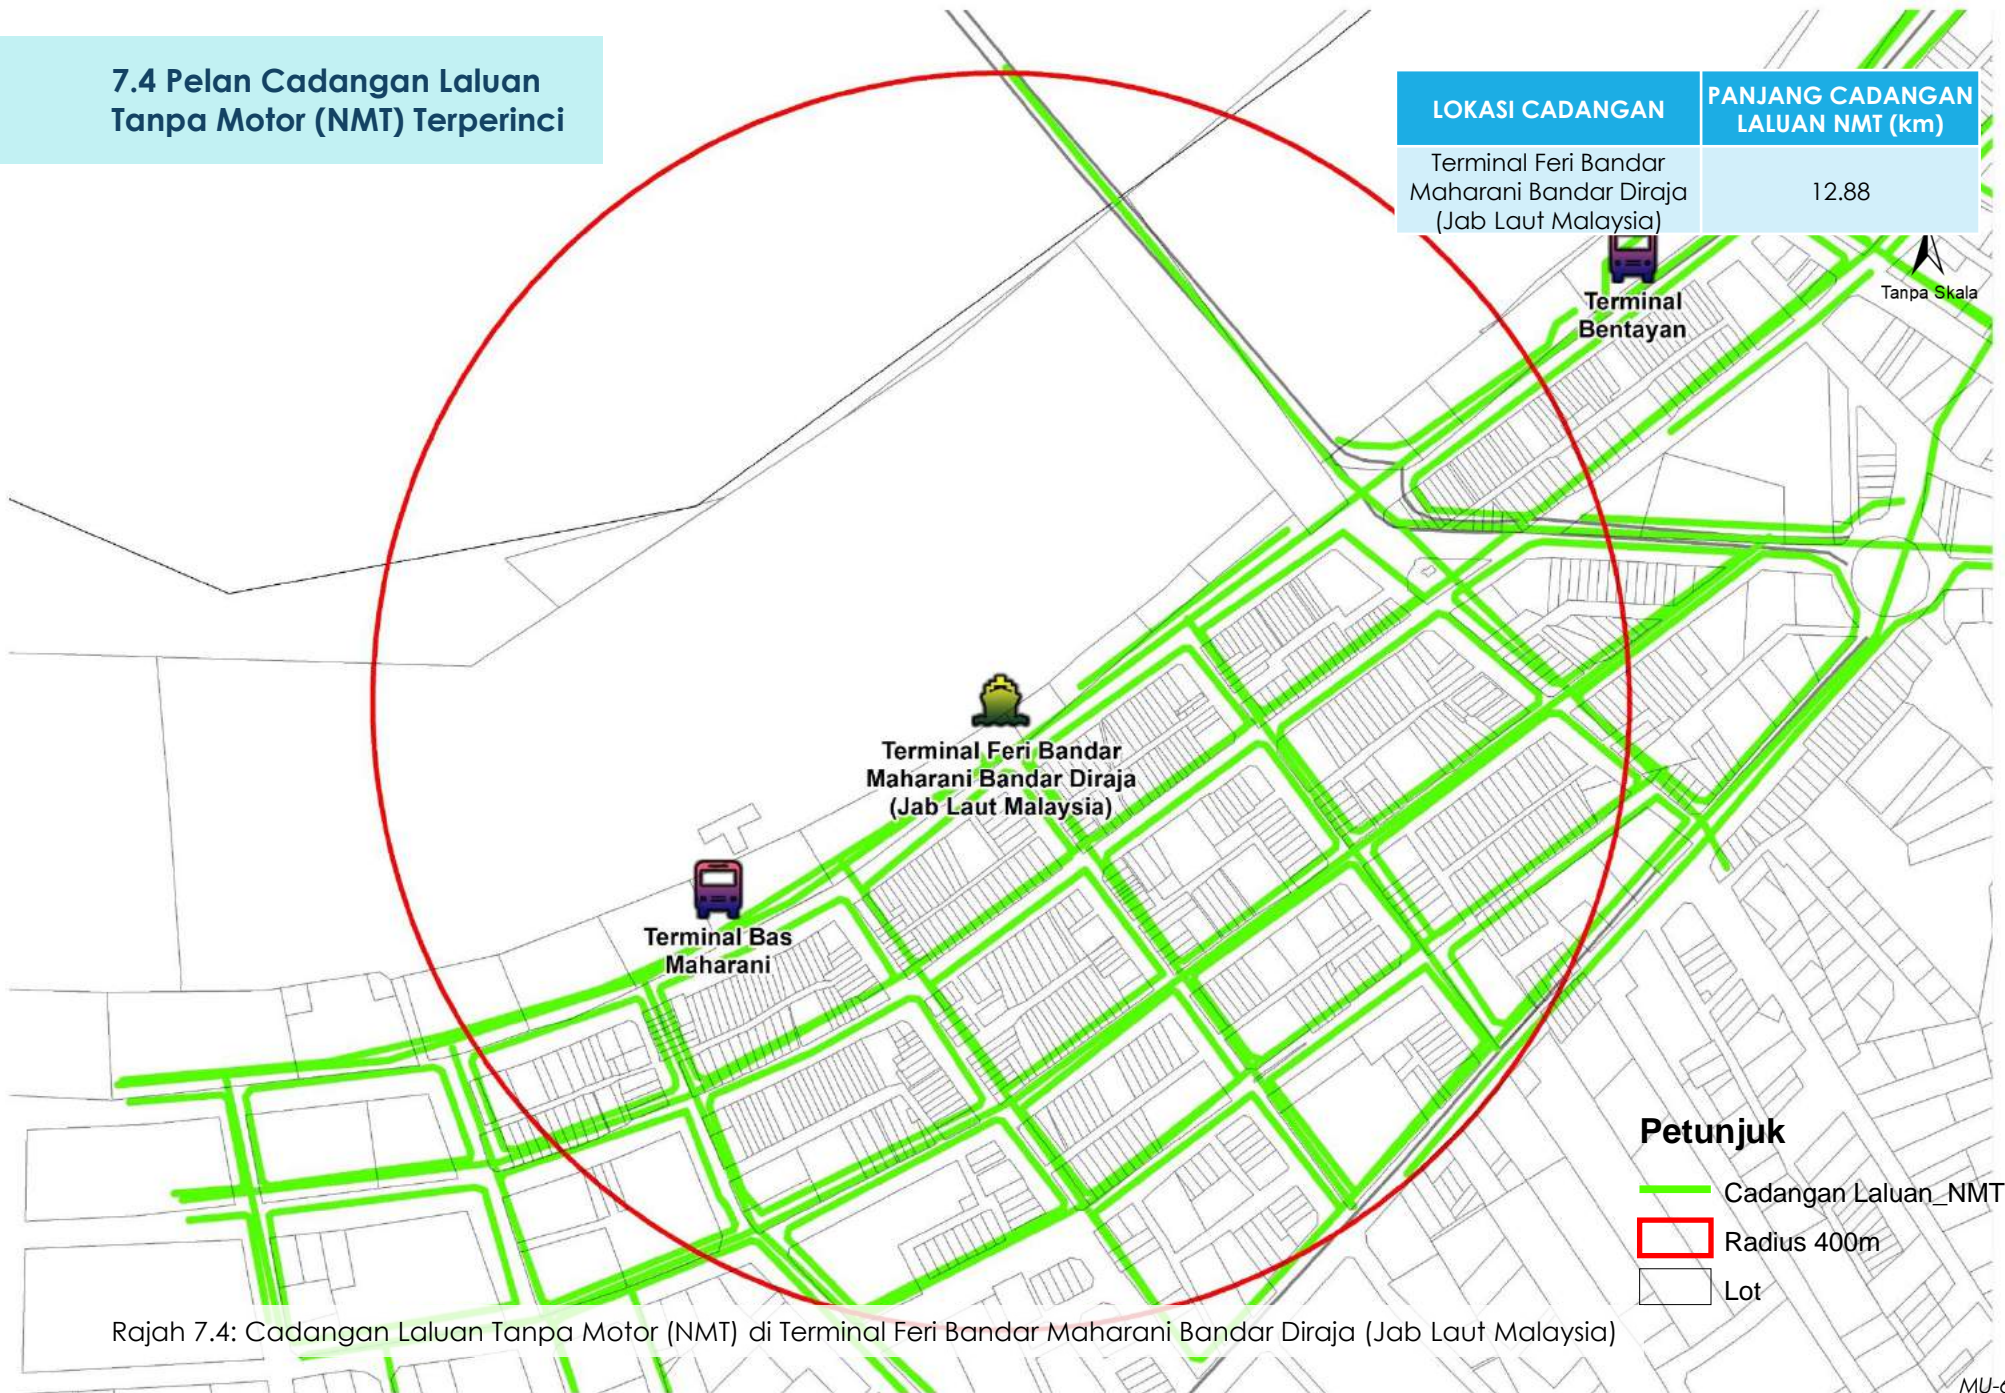 7.4 Pelan Cadangan Laluan
Tanpa Motor (NMT) Terperinci
LOKASI CADANGAN
PANJANG CADANGAN
LALUAN NMT (km)
Terminal Feri Bandar
Maharani Bandar Diraja
(Jab Laut Malaysia)
12.88
Tanpa Skala
Terminal
Bentayan
Terminal Feri Bandar
Maharani Bandar Diraja
(Jab Laut Malaysia)
Terminal Bas
Maharani
Petunjuk
Cadangan Laluan_NMT
Radius 400m
Lot
Rajah 7.4: Cadangan Laluan Tanpa Motor (NMT) di Terminal Feri Bandar Maharani Bandar Diraja (Jab Laut Malaysia)